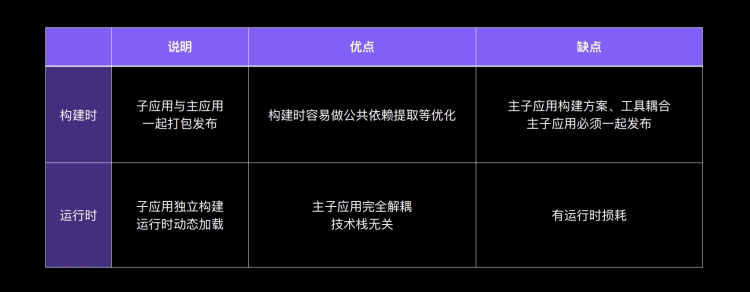 说明
优点
缺点
构建时
子应用与主应用
一起打包发布
构建时容易做公共依赖提取等优化
主子应用构建方案、工具耦合
主子应用必须一起发布
运行时
子应用独立构建
运行时动态加载
主子应用完全解耦
技术栈无关
有运行时损耗